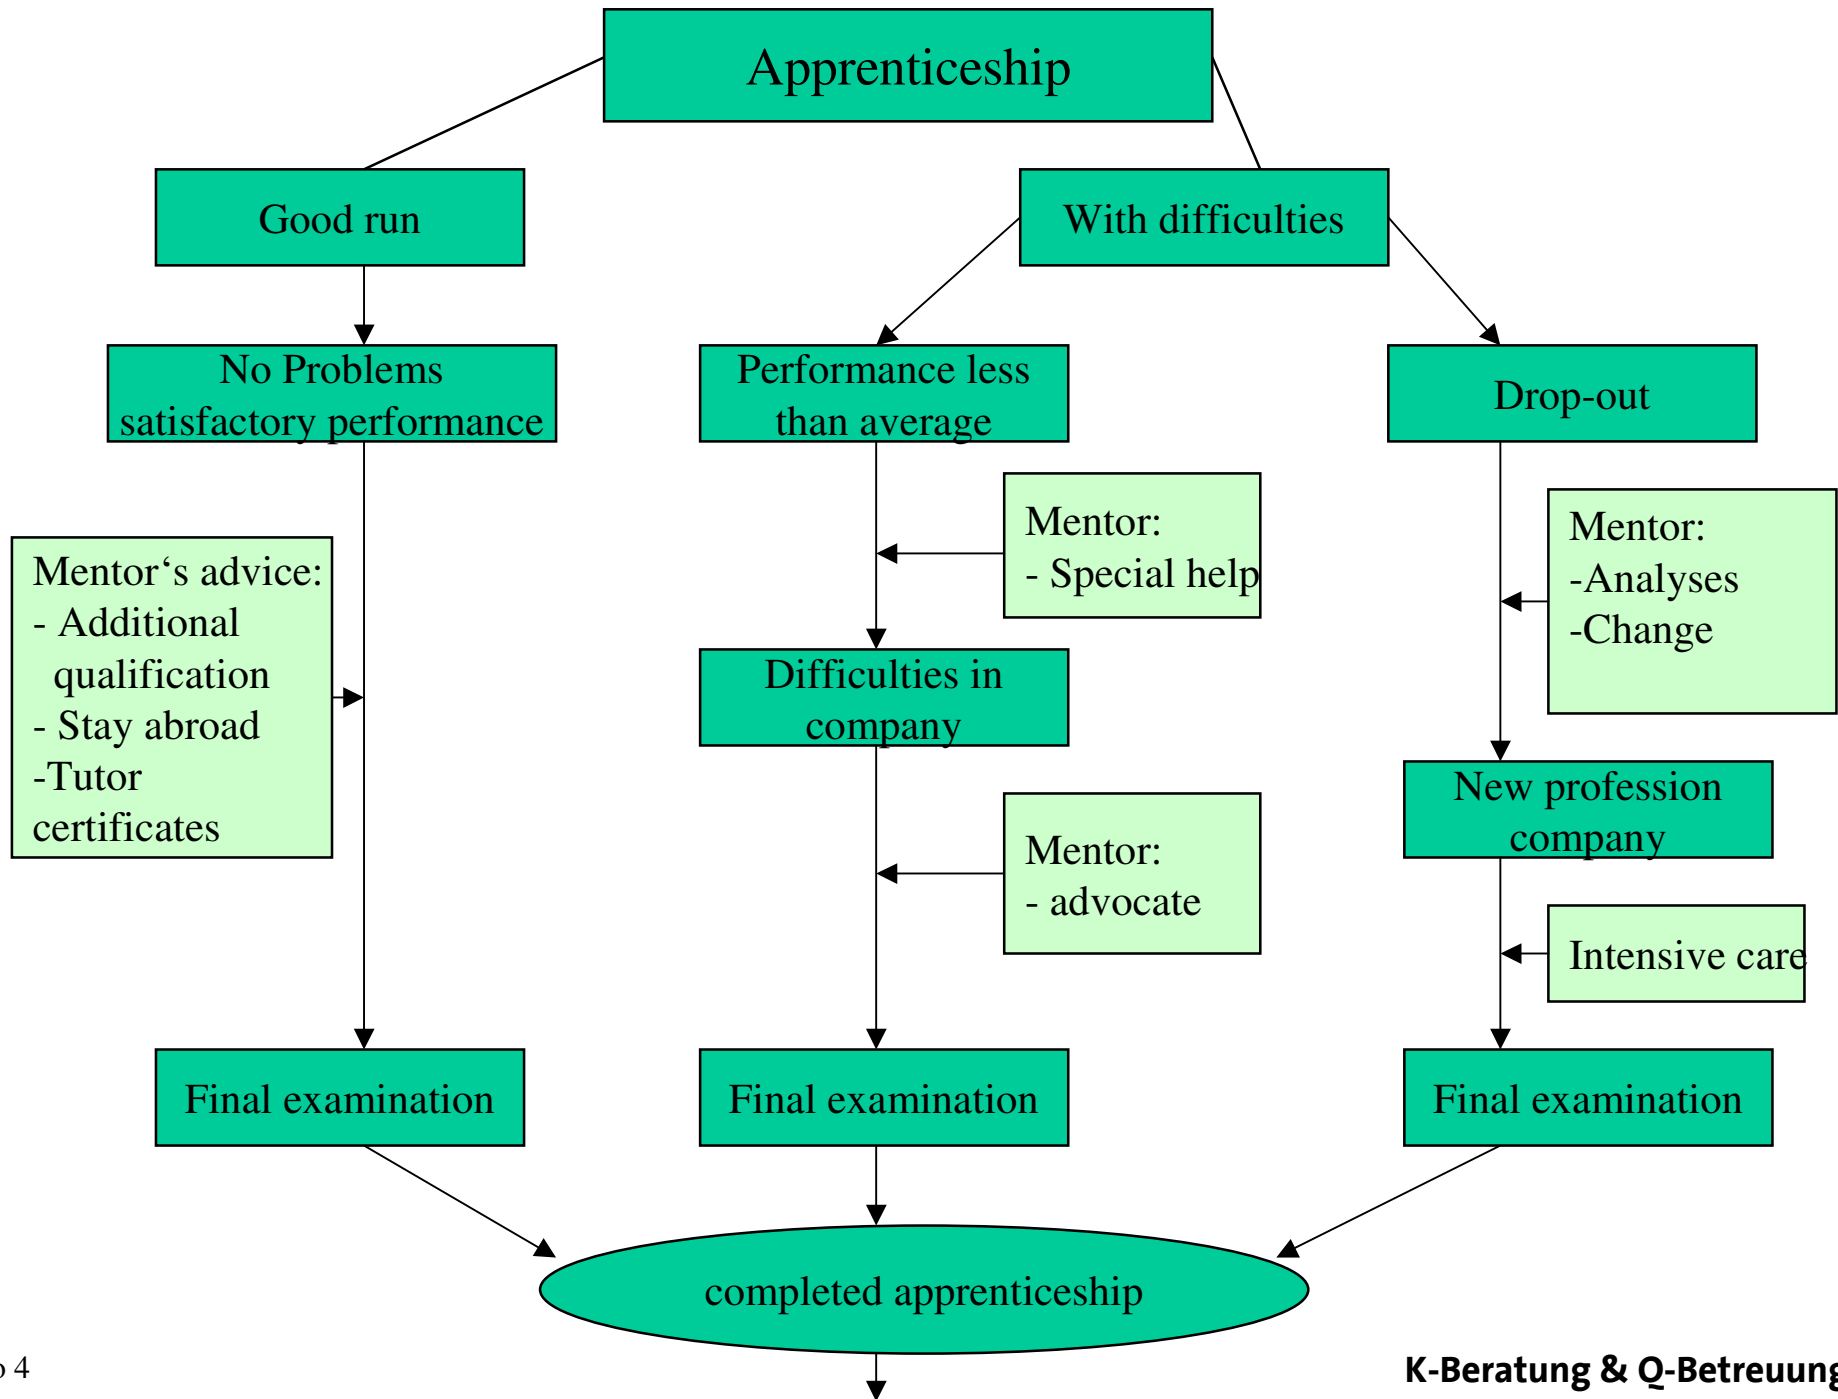 Apprenticeship
Good run
With difficulties
No Problems
satisfactory performance
Performance less
than average
Drop-out
Mentor‘s advice:
- Additional
qualification
- Stay abroad
-Tutor
certificates
Mentor:
- Special help
Mentor:
-Analyses
-Change
Difficulties in
company
New profession
company
Mentor:
- advocate
Intensive care
Final examination
Final examination
Final examination
completed apprenticeship
4
K-Beratung & Q-Betreuung